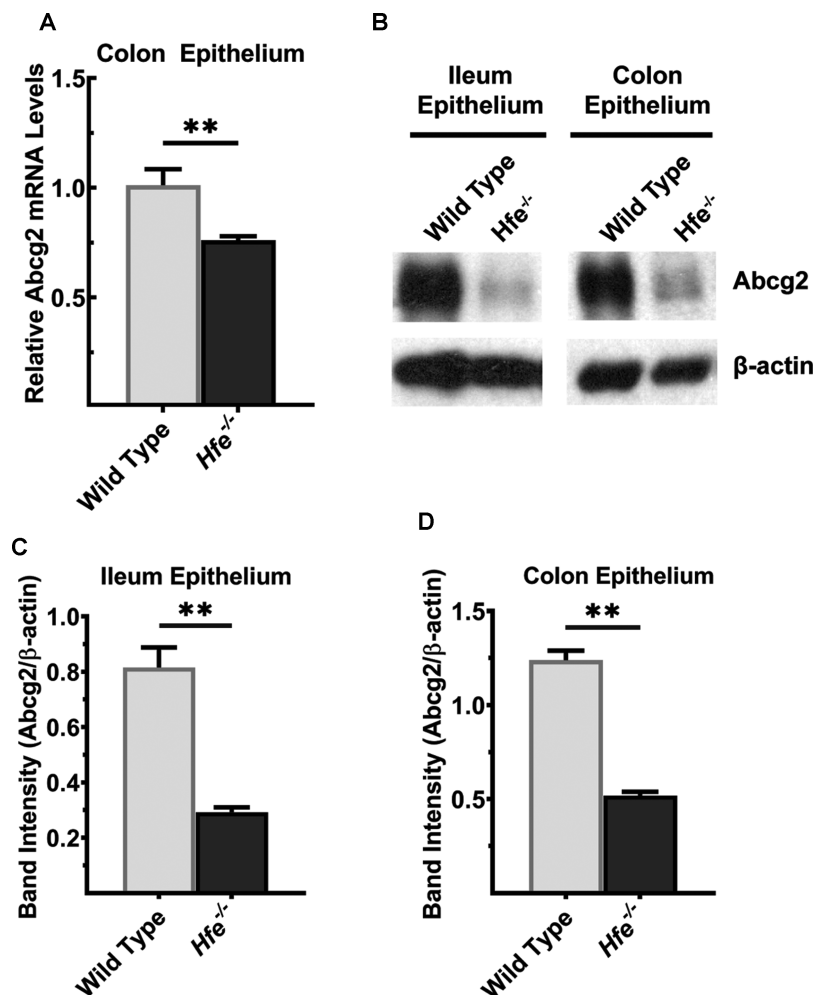 A
Colon Epithelium
Relative Abcg2 mRNA Levels
1.5
1.0
0.5
**
Wild Type
Hfe-/-
B
Ileum
Epithelium
Colon
Epithelium
Wild Type
Hfe-/-
Wild Type
Hfe-/-
Abcg2
β-actin
C
Ileum Epithelium
Band Intensity (Abcg2/β-actin)
1.0
0.8
0.6
0.4
0.2
**
Wild Type
Hfe-/-
D
Colon Epithelium
Band Intensity (Abcg2/β-actin)
1.5
1.0
0.5
**
Wild Type
Hfe-/-